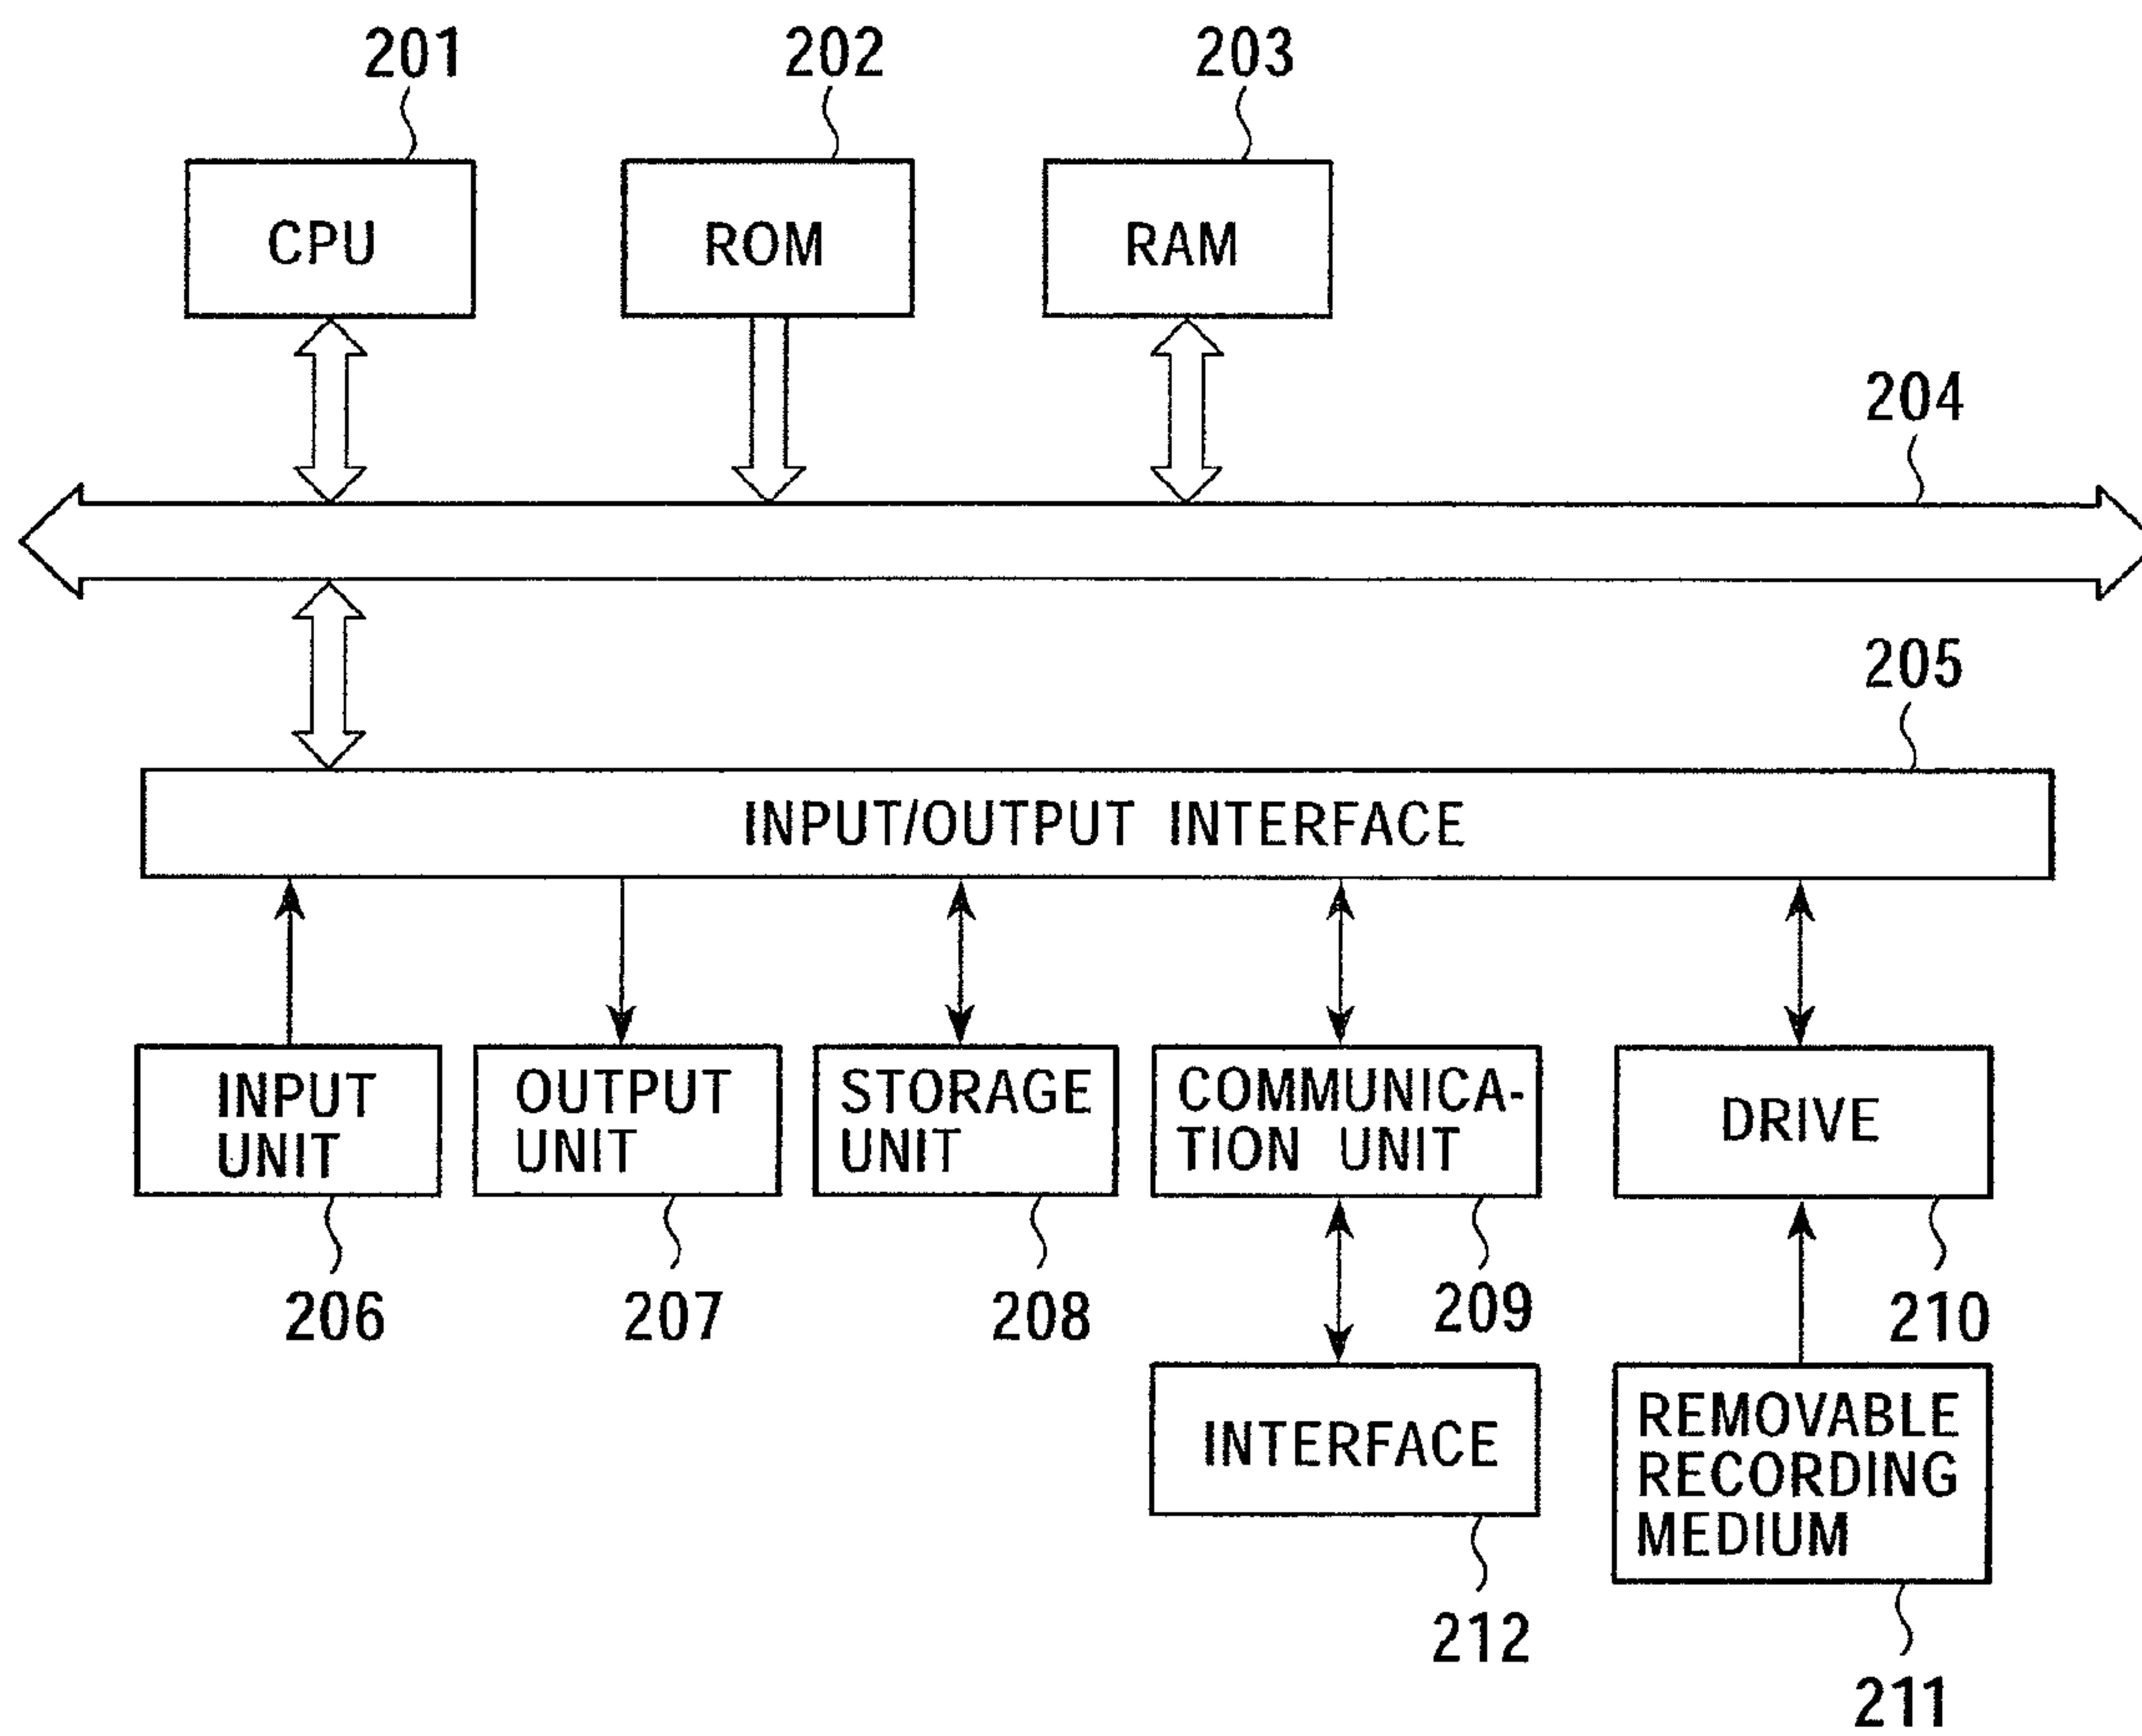 201
202
203
CPU
ROM
RAM
204
205
INPUT/OUTPUT INTERFACE
INPUT
UNIT
OUTPUT
UNIT
STORAGE
UNIT
COMMUNICA-
TION UNIT
DRIVE
206
207
208
209
210
INTERFACE
REMOVABLE
RECORDING
MEDIUM
212
211